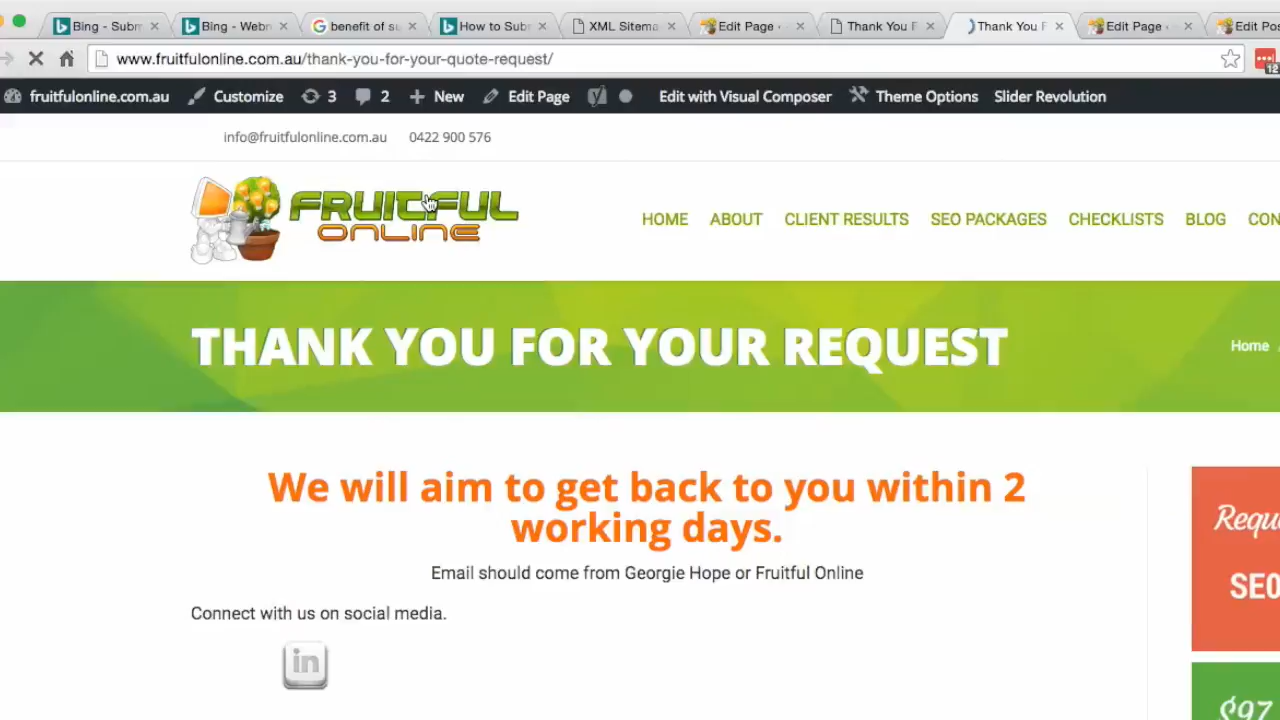 Bing - Subm
Bing - Webm
benefit of su
How to Subm
XML Sitema
Edit Page
Thank You F
Thank You F
Edit Page
Edit Pos
www.fruitfulonline.com.au/thank-you-for-your-quote-request/
12
fruitfulonline.com.au Customize 3 2 New Edit Page Edit with Visual Composer Theme Options Slider Revolution
info@fruitfulonline.com.au 0422 900 576
FRUITFUL
ONLINE
HOME ABOUT CLIENT RESULTS SEO PACKAGES CHECKLISTS BLOG CON
THANK YOU FOR YOUR REQUEST
Home
We will aim to get back to you within 2
working days.
Email should come from Georgie Hope or Fruitful Online
Connect with us on social media.
in
Requ
SEO
$97